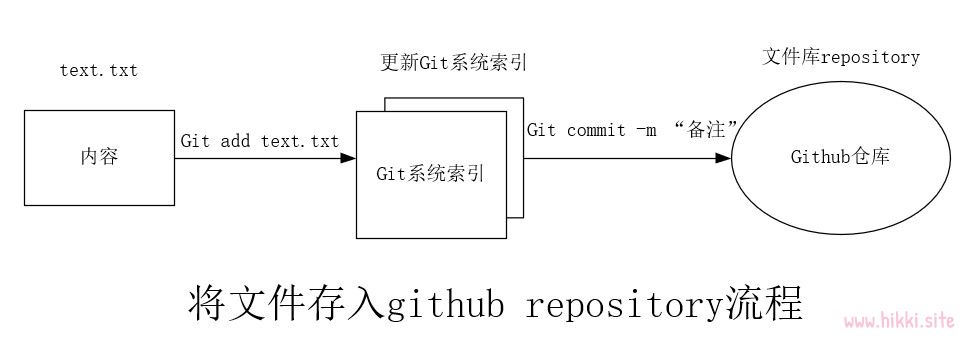 text.txt
更新Git系统索引
文件库repository
内容
Git add text.txt
Git系统索引
Git commit -m “备注”
Github仓库
将文件存入github repository流程
www.hikki.site